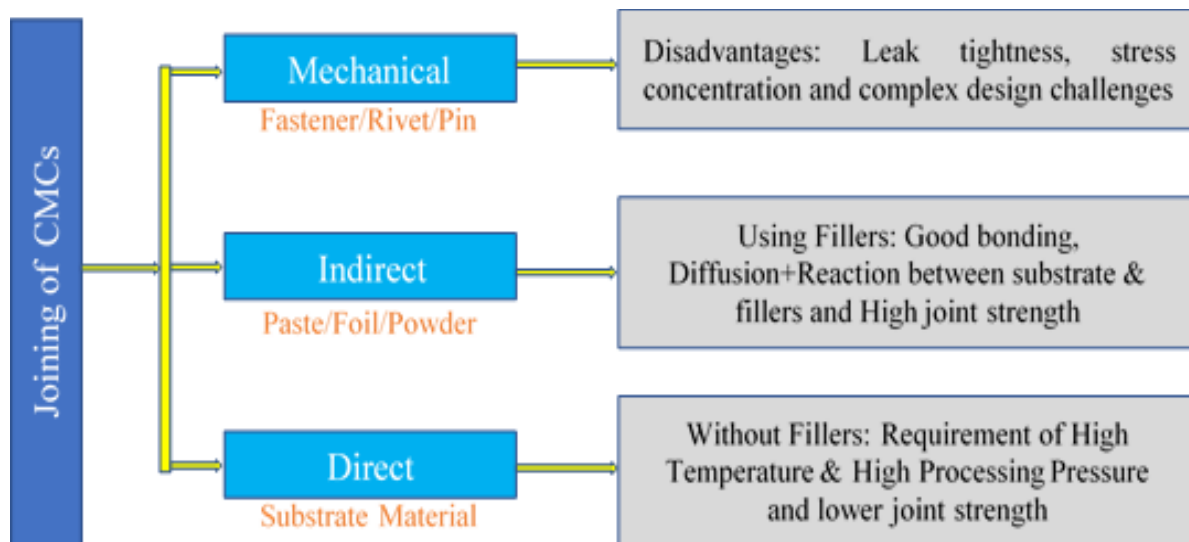 Joining of CMCs
Mechanical
Fastener/Rivet/Pin
Disadvantages: Leak tightness, stress
concentration and complex design challenges
Indirect
Paste/Foil/Powder
Using Fillers: Good bonding,
Diffusion+Reaction between substrate &
fillers and High joint strength
Direct
Substrate Material
Without Fillers: Requirement of High
Temperature & High Processing Pressure
and lower joint strength